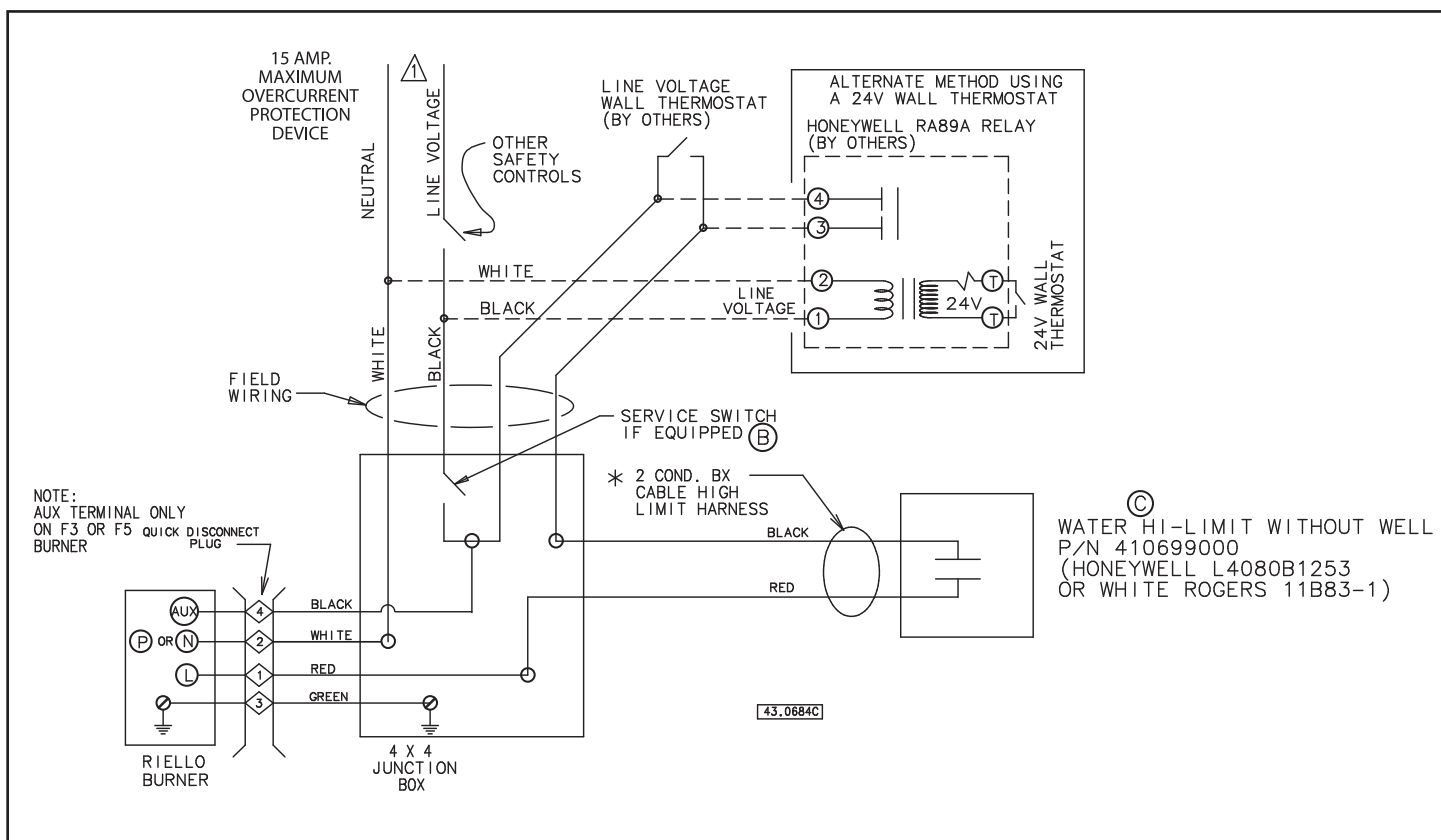 15 AMP.
MAXIMUM
OVERCURRENT
PROTECTION
DEVICE
1
NEUTRAL
LINE VOLTAGE
OTHER
SAFETY
CONTROLS
LINE VOLTAGE
WALL THERMOSTAT
(BY OTHERS)
ALTERNATE METHOD USING
A 24V WALL THERMOSTAT
HONEYWELL RA89A RELAY
(BY OTHERS)
4
3
2
1
WHITE
BLACK
LINE
VOLTAGE
24V
T
T
24V WALL
THERMOSTAT
WHITE
BLACK
FIELD
WIRING
SERVICE SWITCH
IF EQUIPPED B
* 2 COND. BX
CABLE HIGH
LIMIT HARNESS
BLACK
RED
C
WATER HI-LIMIT WITHOUT WELL
P/N 410699000
(HONEYWELL L4080B1253
OR WHITE ROGERS 11B83-1)
NOTE:
AUX TERMINAL ONLY
ON F3 OR F5
BURNER
QUICK DISCONNECT
PLUG
AUX 4 BLACK
P OR N 2 WHITE
L 1 RED
3 GREEN
RIELLO
BURNER
4 X 4
JUNCTION
BOX
43.0684C